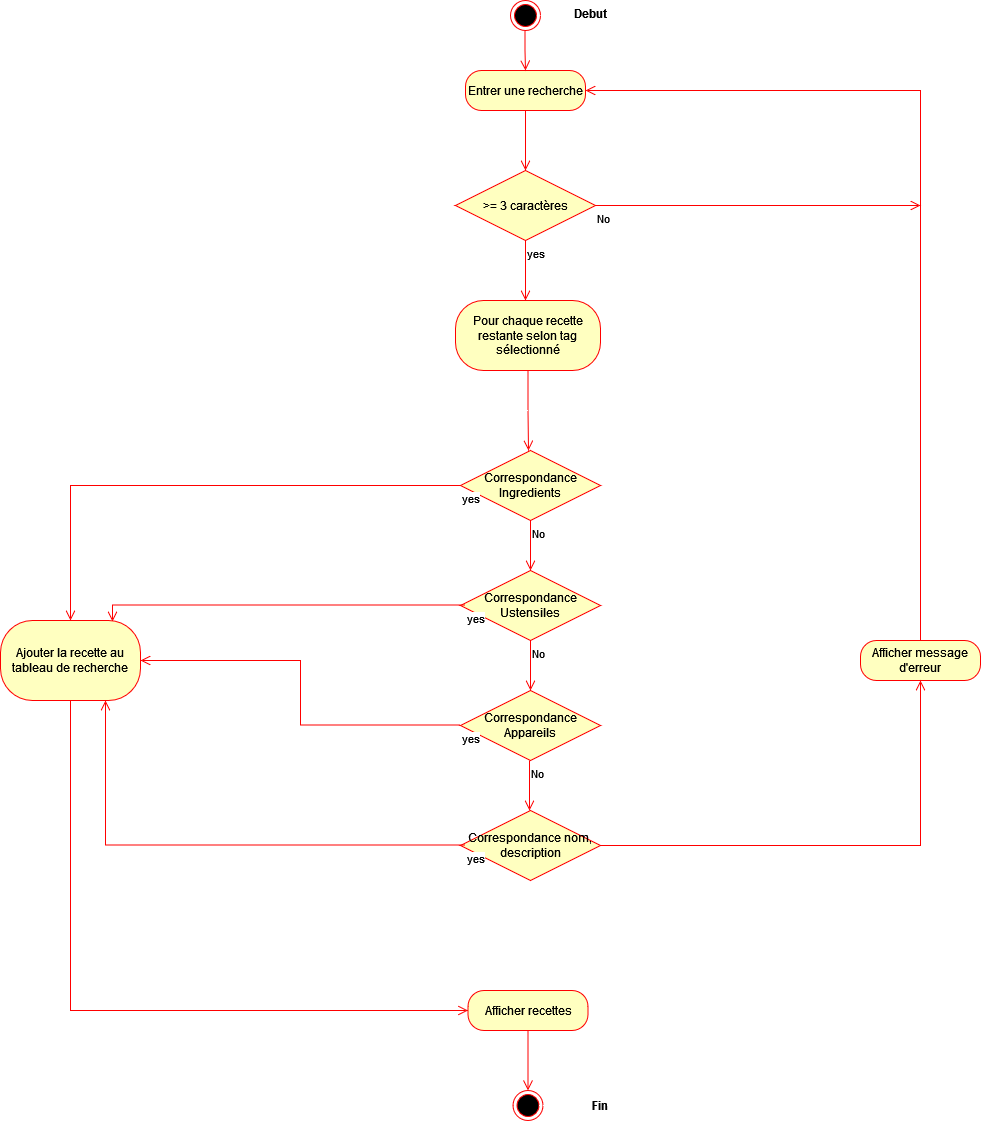 Debut
Entrer une recherche
>= 3 caractères
No
yes
Pour chaque recette
restante selon tag
sélectionné
Correspondance
Ingredients
yes
No
Correspondance
Ustensiles
yes
No
Ajouter la recette au
tableau de recherche
Afficher message
d'erreur
Correspondance
Appareils
yes
No
Correspondance nom,
description
yes
Afficher recettes
Fin